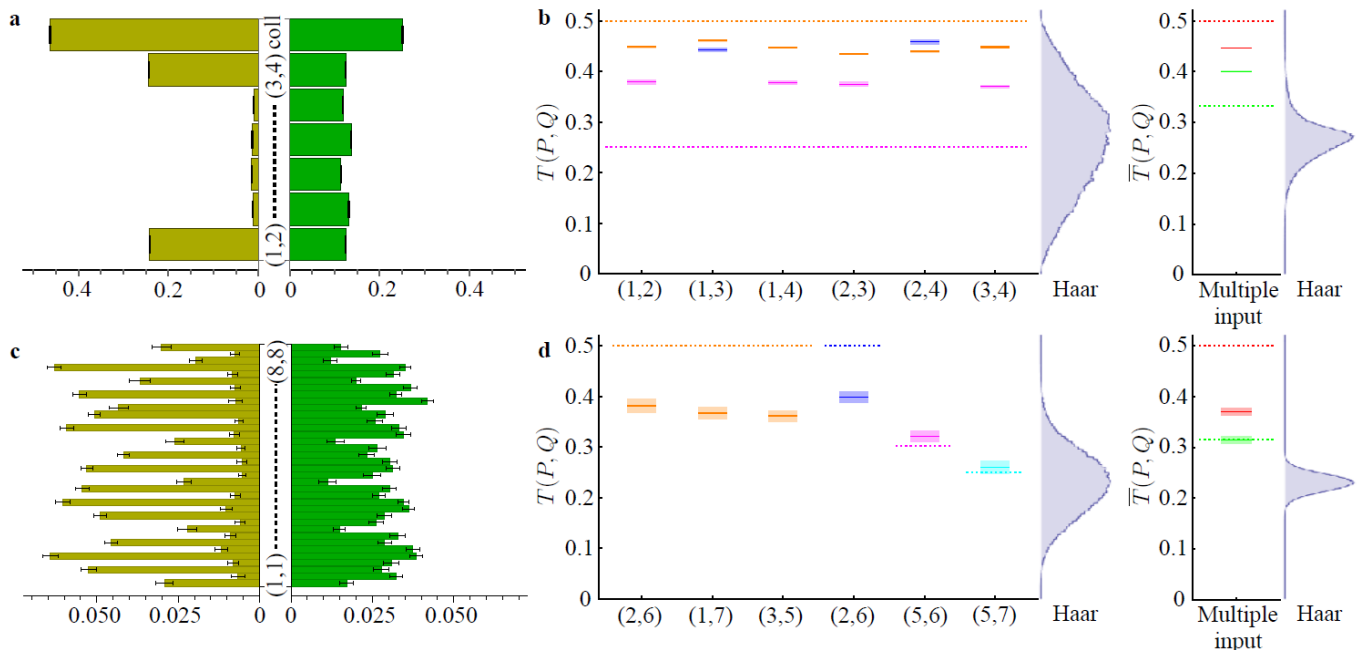 a
(3,4) coll
(1,2)
0.4 0.2 0 0 0.2 0.4
b
T(P,Q)
0.5
0.4
0.3
0.2
0.1
0
(1,2) (1,3) (1,4) (2,3) (2,4) (3,4) Haar
T̅(P,Q)
0.5
0.4
0.3
0.2
0.1
0
Multiple
input
Haar
c
(8,8)
(1,1)
0.050 0.025 0 0 0.025 0.050
d
T(P,Q)
0.5
0.4
0.3
0.2
0.1
0
(2,6) (1,7) (3,5) (2,6) (5,6) (5,7) Haar
T̅(P,Q)
0.5
0.4
0.3
0.2
0.1
0
Multiple
input
Haar